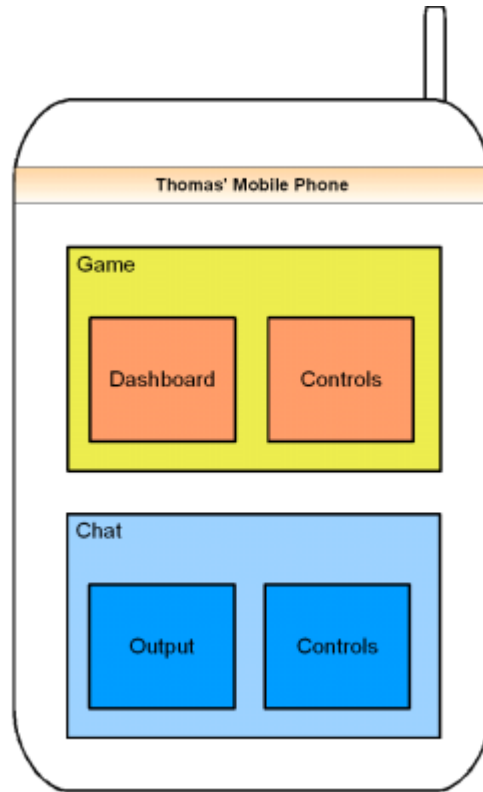 Thomas' Mobile Phone
Game
Dashboard
Controls
Chat
Output
Controls